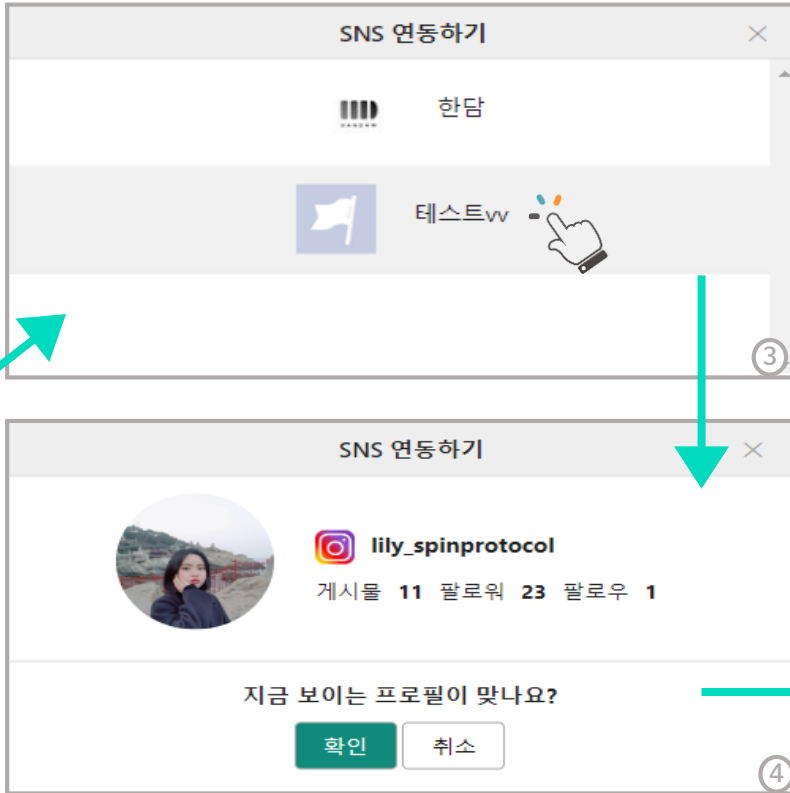 SNS 연동하기
HANDAM 한담
테스트vv
③
SNS 연동하기
lily_spinprotocol
게시물 11 팔로워 23 팔로우 1
지금 보이는 프로필이 맞나요?
확인 취소
④